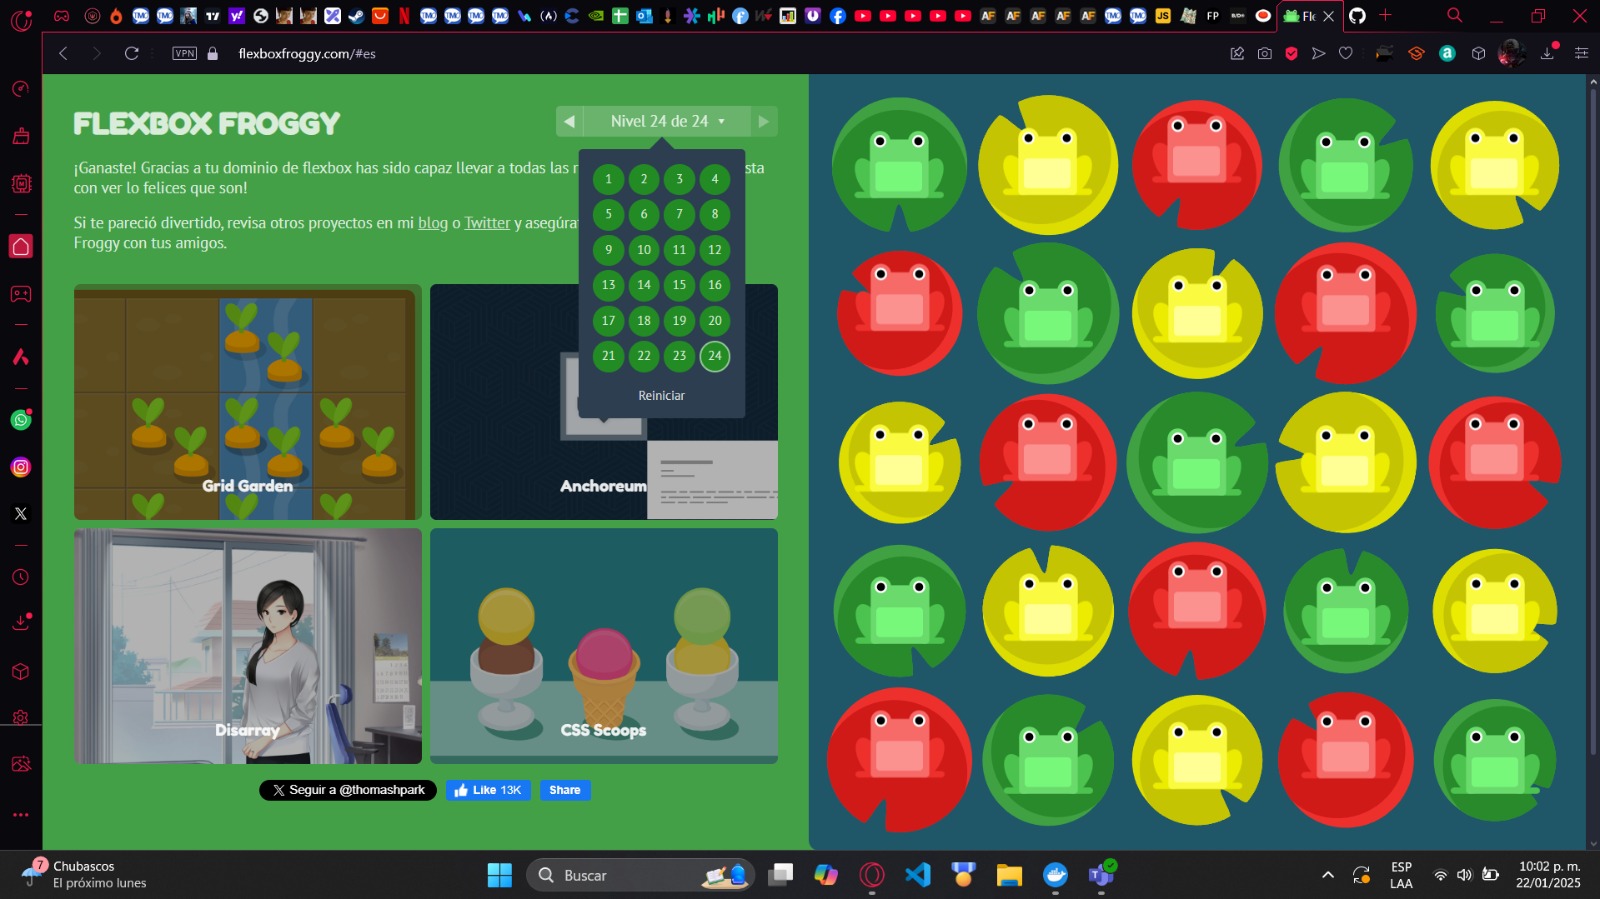 VPN
flexboxfroggy.com/#es
FLEXBOX FROGGY
Nivel 24 de 24
¡Ganaste! Gracias a tu dominio de flexbox has sido capaz llevar a todas las
sta
con ver lo felices que son!
Si te pareció divertido, revisa otros proyectos en mi blog o Twitter y asegúra
Froggy con tus amigos.
1 2 3 4
5 6 7 8
9 10 11 12
13 14 15 16
17 18 19 20
21 22 23 24
Reiniciar
Grid Garden
Anchoreum
Disarray
CSS Scoops
Seguir a @thomashpark
Like 13K
Share
7
Chubascos
El próximo lunes
Buscar
ESP
LAA
10:02 p. m.
22/01/2025